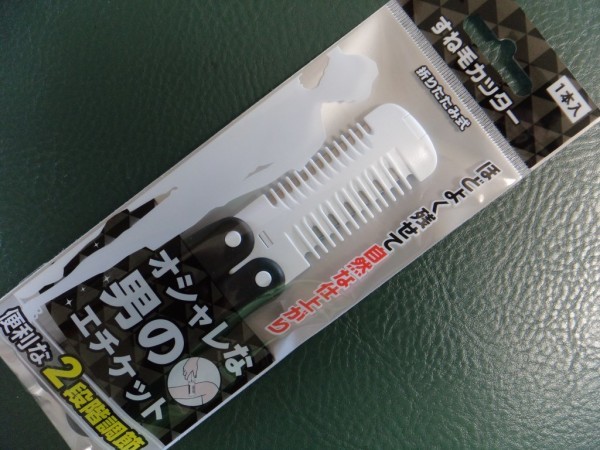 すね毛カッター
1本入
折りたたみ式
ほどよく残せて
自然な仕上がり
オシャレな
男の
エチケット
便利な2段階調節